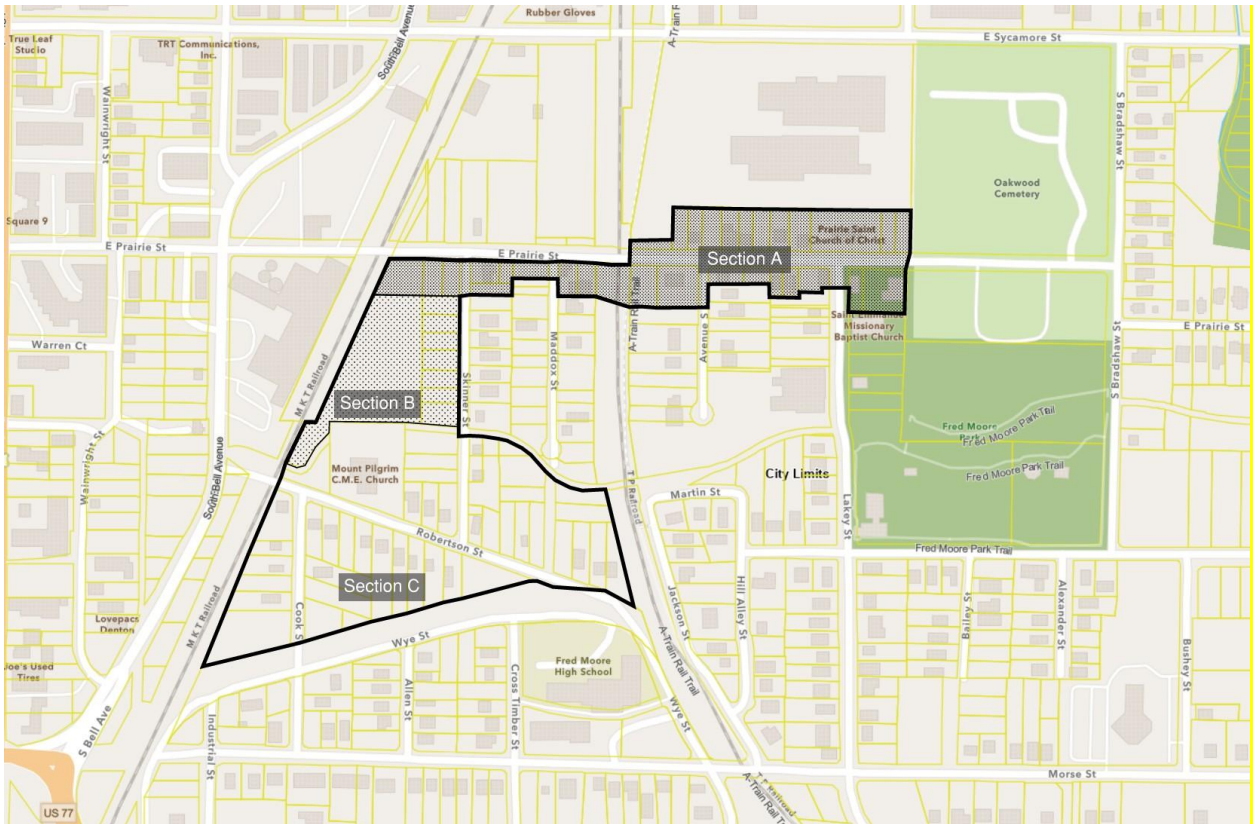 Rubber Gloves
True Leaf
Studio
TRT Communications,
Inc.
South Bell Avenue
A-Train R
E Sycamore St
Wainwright St
S Bradshaw St
Oakwood
Cemetery
Square 9
E Prairie St
E Prairie St
Prairie Saint
Church of Christ
Section A
A-Train Rail Trail
Avenue S
Missionary
Baptist Church
E Prairie St
S Bradshaw St
Warren Ct
M K T Railroad
Maddox St
Skinner St
Section B
Wainwright St
South Bell Avenue
Fred Moore
Park
Fred Moore Park Trail
Fred Moore Park Trail
Mount Pilgrim
C.M.E. Church
T P Railroad
City Limits
Martin St
Lakey St
Robertson St
Fred Moore Park Trail
Section C
Cook S
M K T Railroad
Jackson St
Hill Alley St
Bailey St
Alexander St
Lovepacs
Denton
Wye St
A-Train Rail Trail
Bushey St
Joe's Used
Tires
Fred Moore
High School
Allen St
Cross Timber St
Wye St
S Bell Ave
Industrial St
Morse St
T P Railroad
A-Train Rail T
US 77